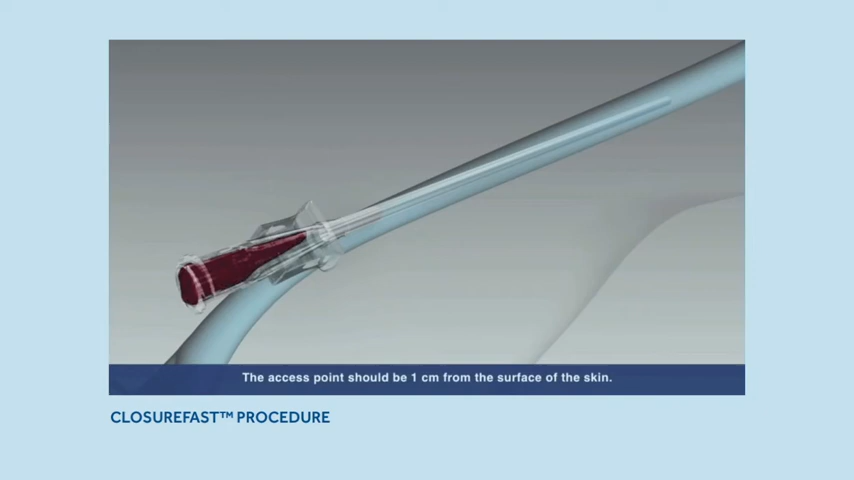 The access point should be 1 cm from the surface of the skin.
CLOSUREFAST™ PROCEDURE